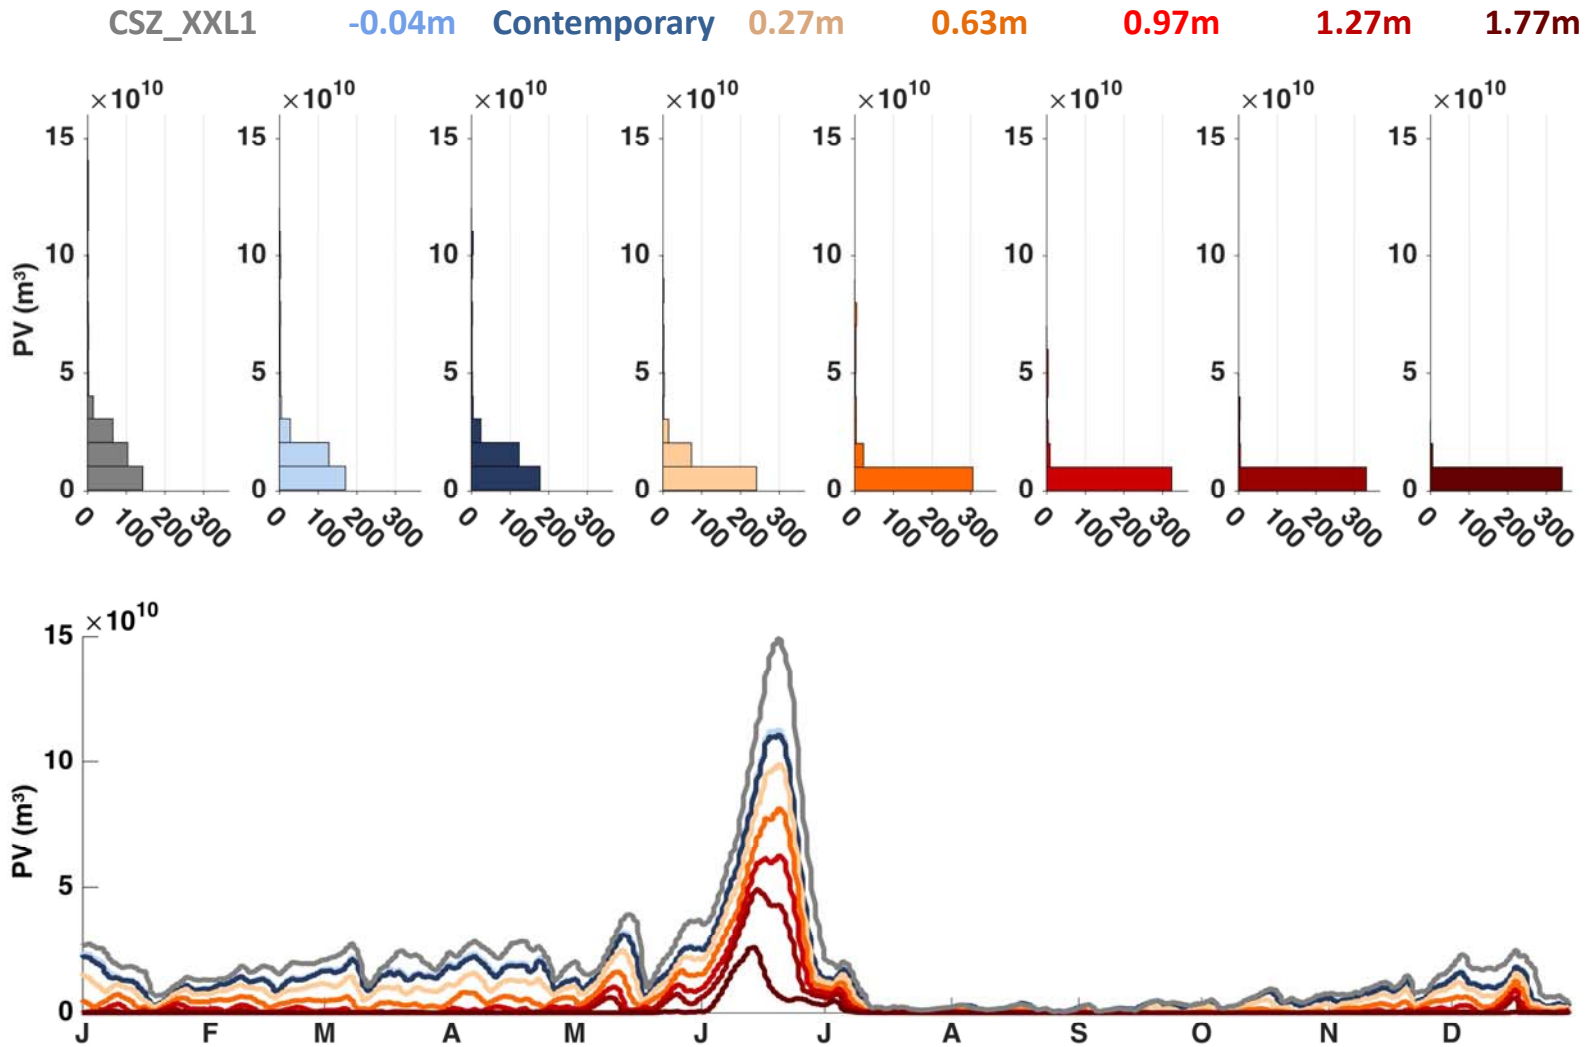 CSZ_XXL1 -0.04m Contemporary 0.27m 0.63m 0.97m 1.27m 1.77m
×10^10 ×10^10 ×10^10 ×10^10 ×10^10 ×10^10 ×10^10 ×10^10
15 15 15 15 15 15 15 15
10 10 10 10 10 10 10 10
PV (m³)
5 5 5 5 5 5 5 5
0 0 0 0 0 0 0 0
0 100 200 300 0 100 200 300 0 100 200 300 0 100 200 300 0 100 200 300 0 100 200 300 0 100 200 300 0 100 200 300
×10^10
15
10
PV (m³)
5
0
J F M A M J J A S O N D